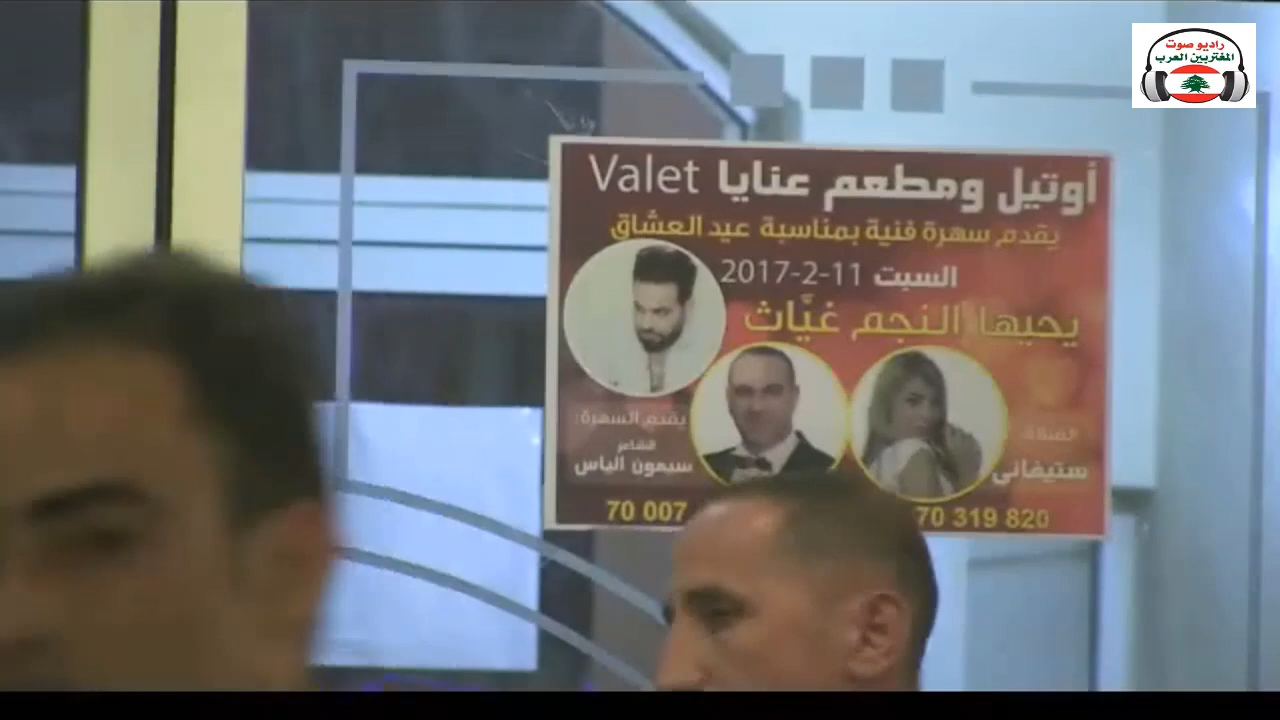 راديو صوت
المغتربين العرب
أوتيل ومطعم عنايا Valet
يقدم سهرة فنية بمناسبة عيد العشاق
السبت 11-2-2017
يحييها النجم غيّاث
يقدم السهرة:
الشاعر
سيمون الياس
الفنانة
ستيفاني
70 007
70 319 820